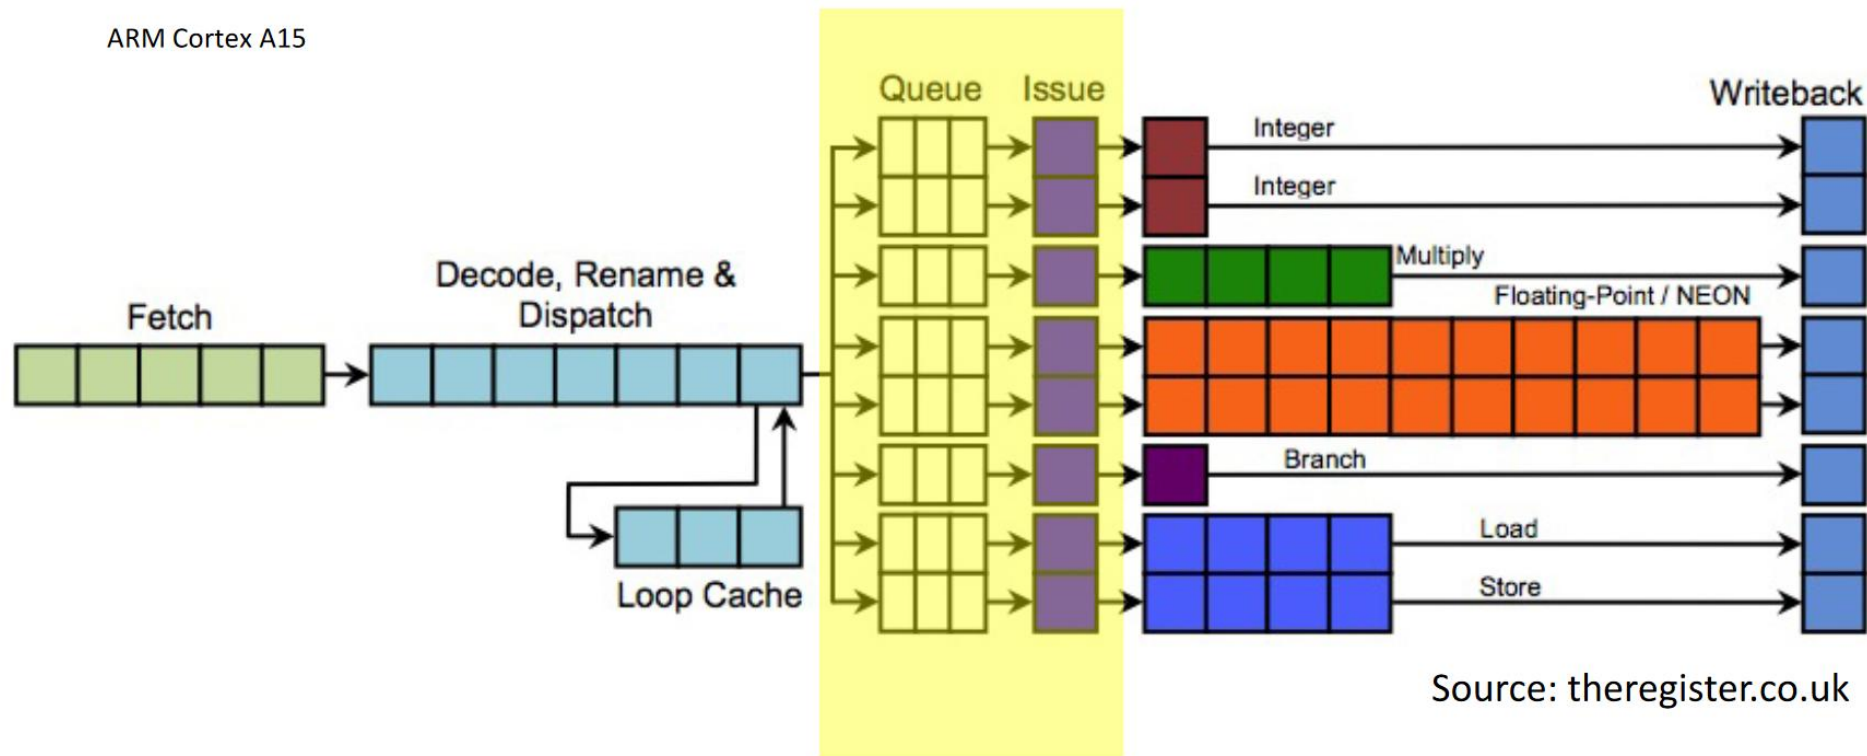 ARM Cortex A15
Queue
Issue
Writeback
Integer
Integer
Multiply
Floating-Point / NEON
Decode, Rename &
Dispatch
Fetch
Branch
Load
Store
Loop Cache
Source: theregister.co.uk